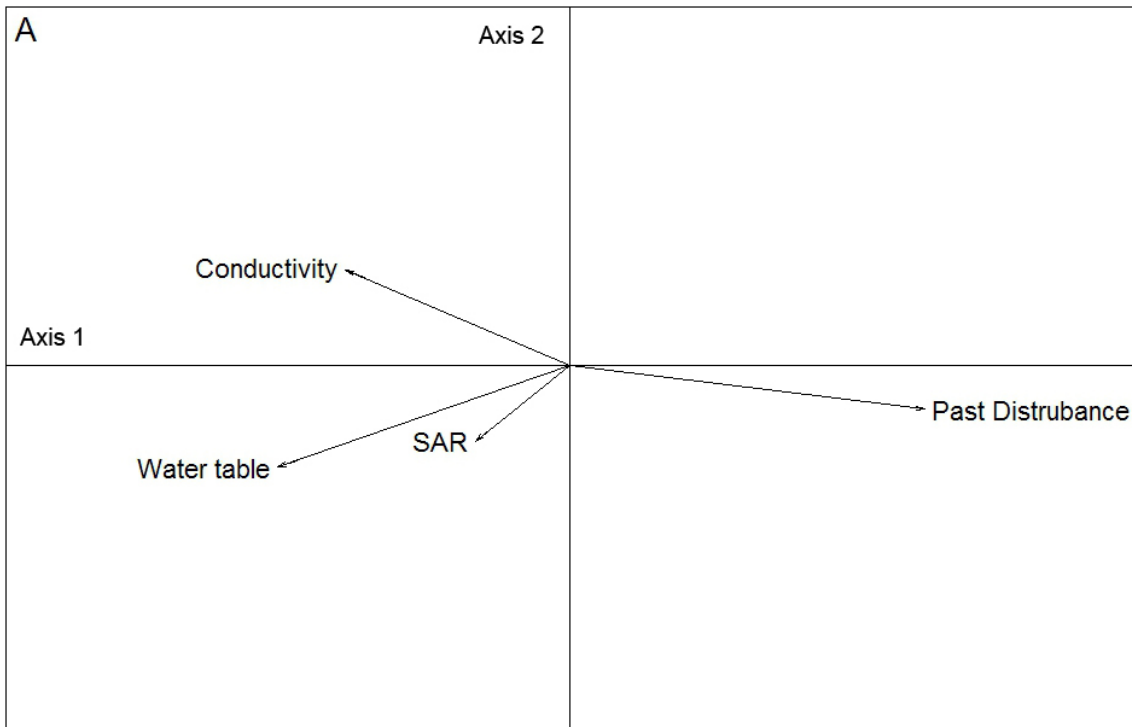 A
Axis 2
Conductivity
Axis 1
Past Distrubance
SAR
Water table